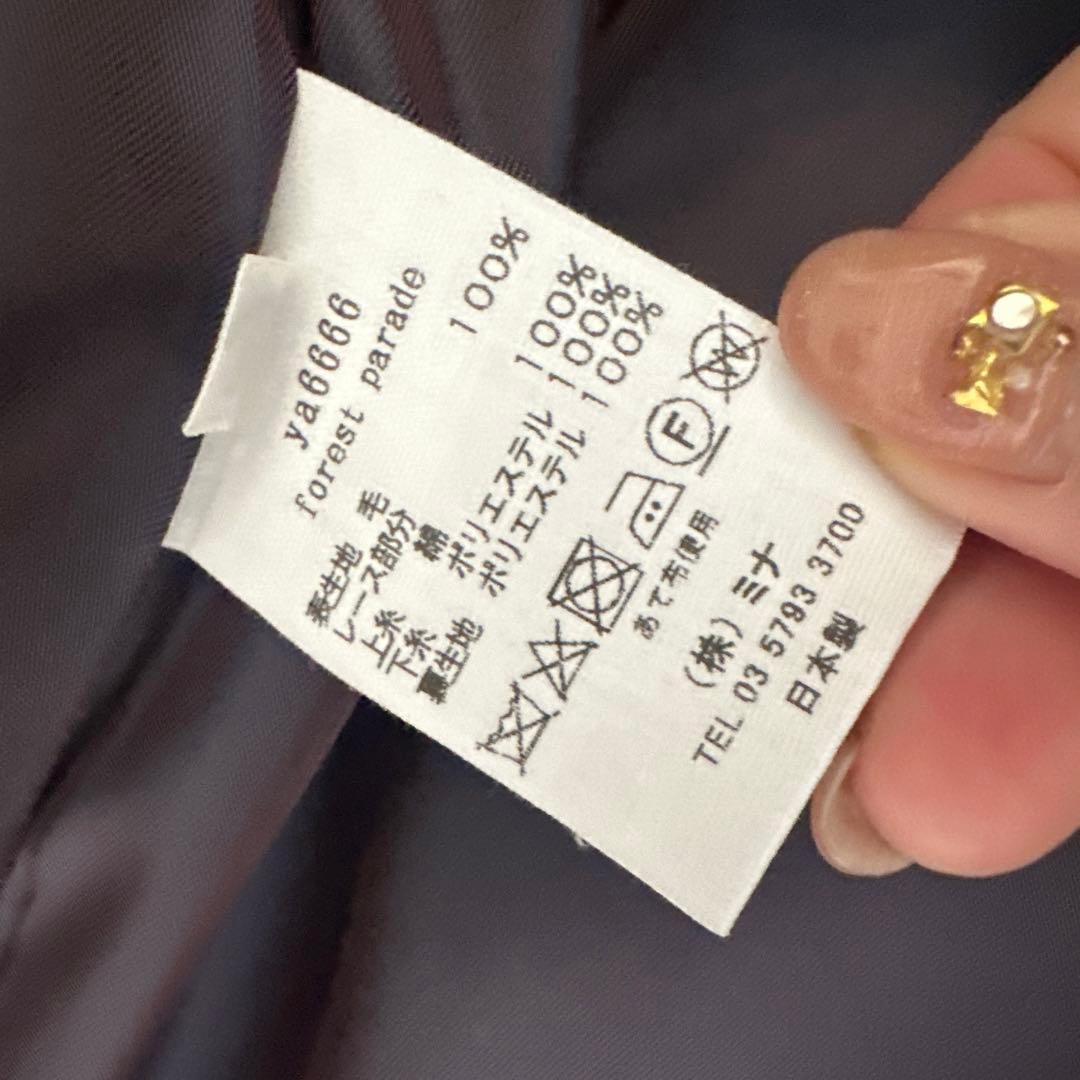 ya6666
forest parade
表生地 毛 100%
レース部分
上糸 綿 100%
下糸 ポリエステル 100%
裏生地 ポリエステル 100%
F W
あて布使用
(株)ミナ
TEL 03 5793 3700
日本製